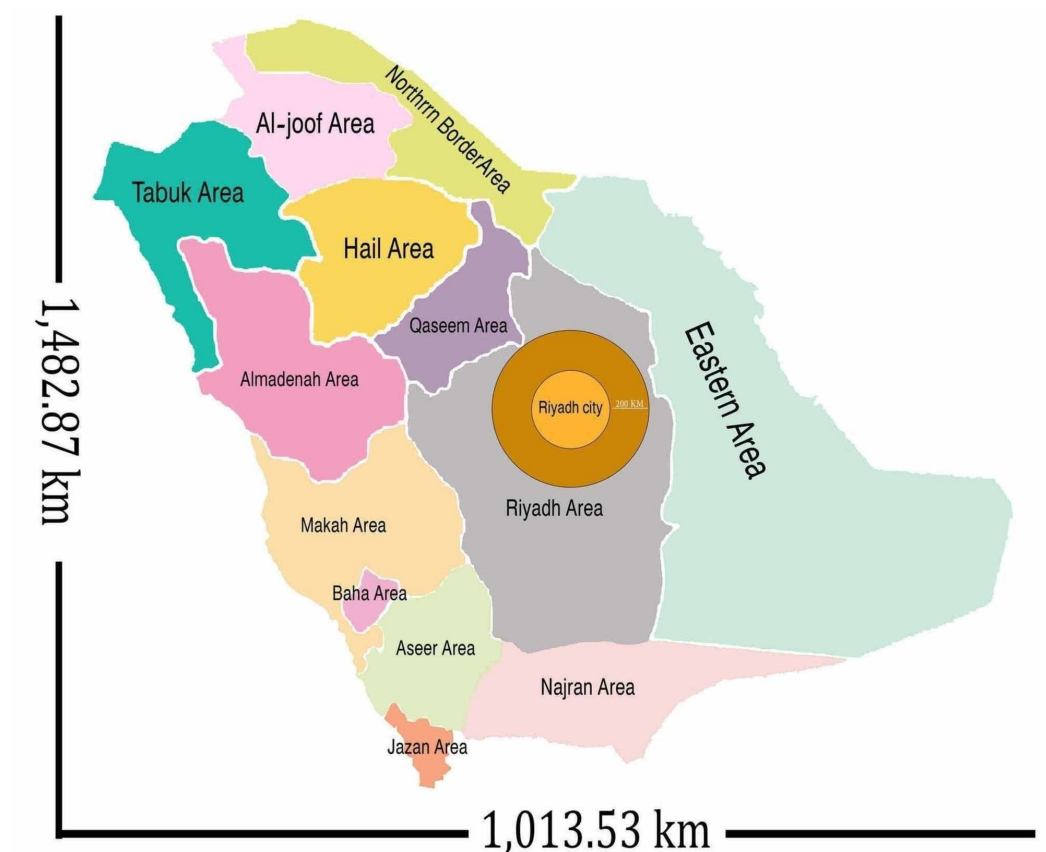 Northrrn BorderArea
Al-joof Area
Tabuk Area
Hail Area
Qaseem Area
Eastern Area
Almadenah Area
Riyadh city
200 KM
Riyadh Area
Makah Area
Baha Area
Aseer Area
Najran Area
Jazan Area
1,482.87 km
1,013.53 km